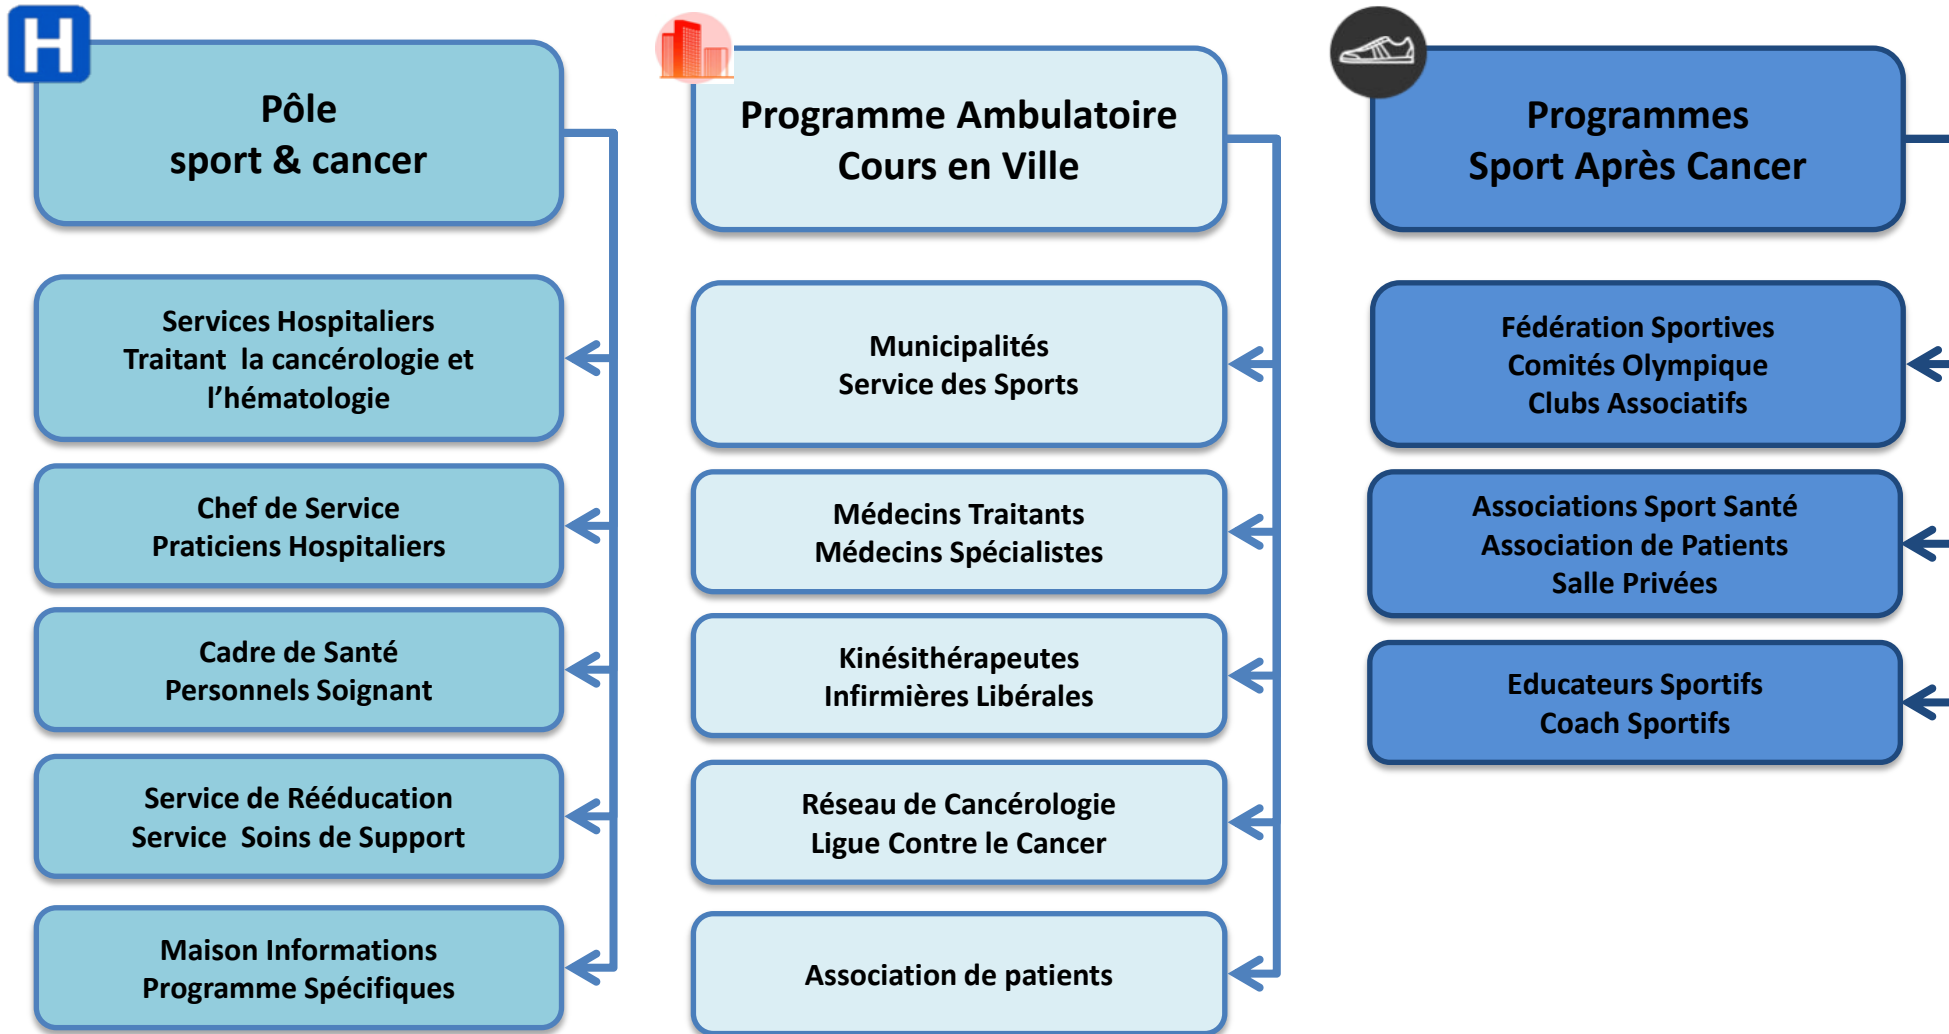 H
Pôle
sport & cancer
Services Hospitaliers
Traitant la cancérologie et
l'hématologie
Chef de Service
Praticiens Hospitaliers
Cadre de Santé
Personnels Soignant
Service de Rééducation
Service Soins de Support
Maison Informations
Programme Spécifiques
Programme Ambulatoire
Cours en Ville
Municipalités
Service des Sports
Médecins Traitants
Médecins Spécialistes
Kinésithérapeutes
Infirmières Libérales
Réseau de Cancérologie
Ligue Contre le Cancer
Association de patients
Programmes
Sport Après Cancer
Fédération Sportives
Comités Olympique
Clubs Associatifs
Associations Sport Santé
Association de Patients
Salle Privées
Educateurs Sportifs
Coach Sportifs